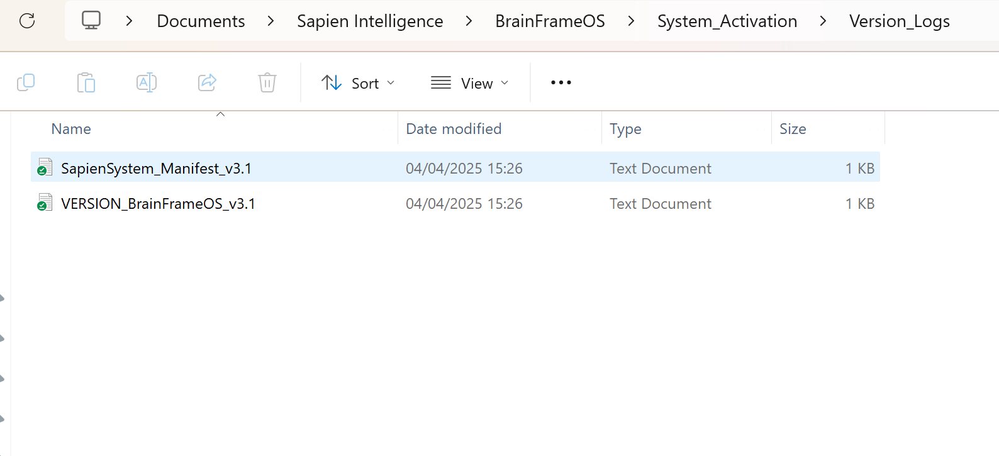 Documents > Sapien Intelligence > BrainFrameOS > System_Activation > Version_Logs
Sort View
Name Date modified Type Size
SapienSystem_Manifest_v3.1 04/04/2025 15:26 Text Document 1 KB
VERSION_BrainFrameOS_v3.1 04/04/2025 15:26 Text Document 1 KB